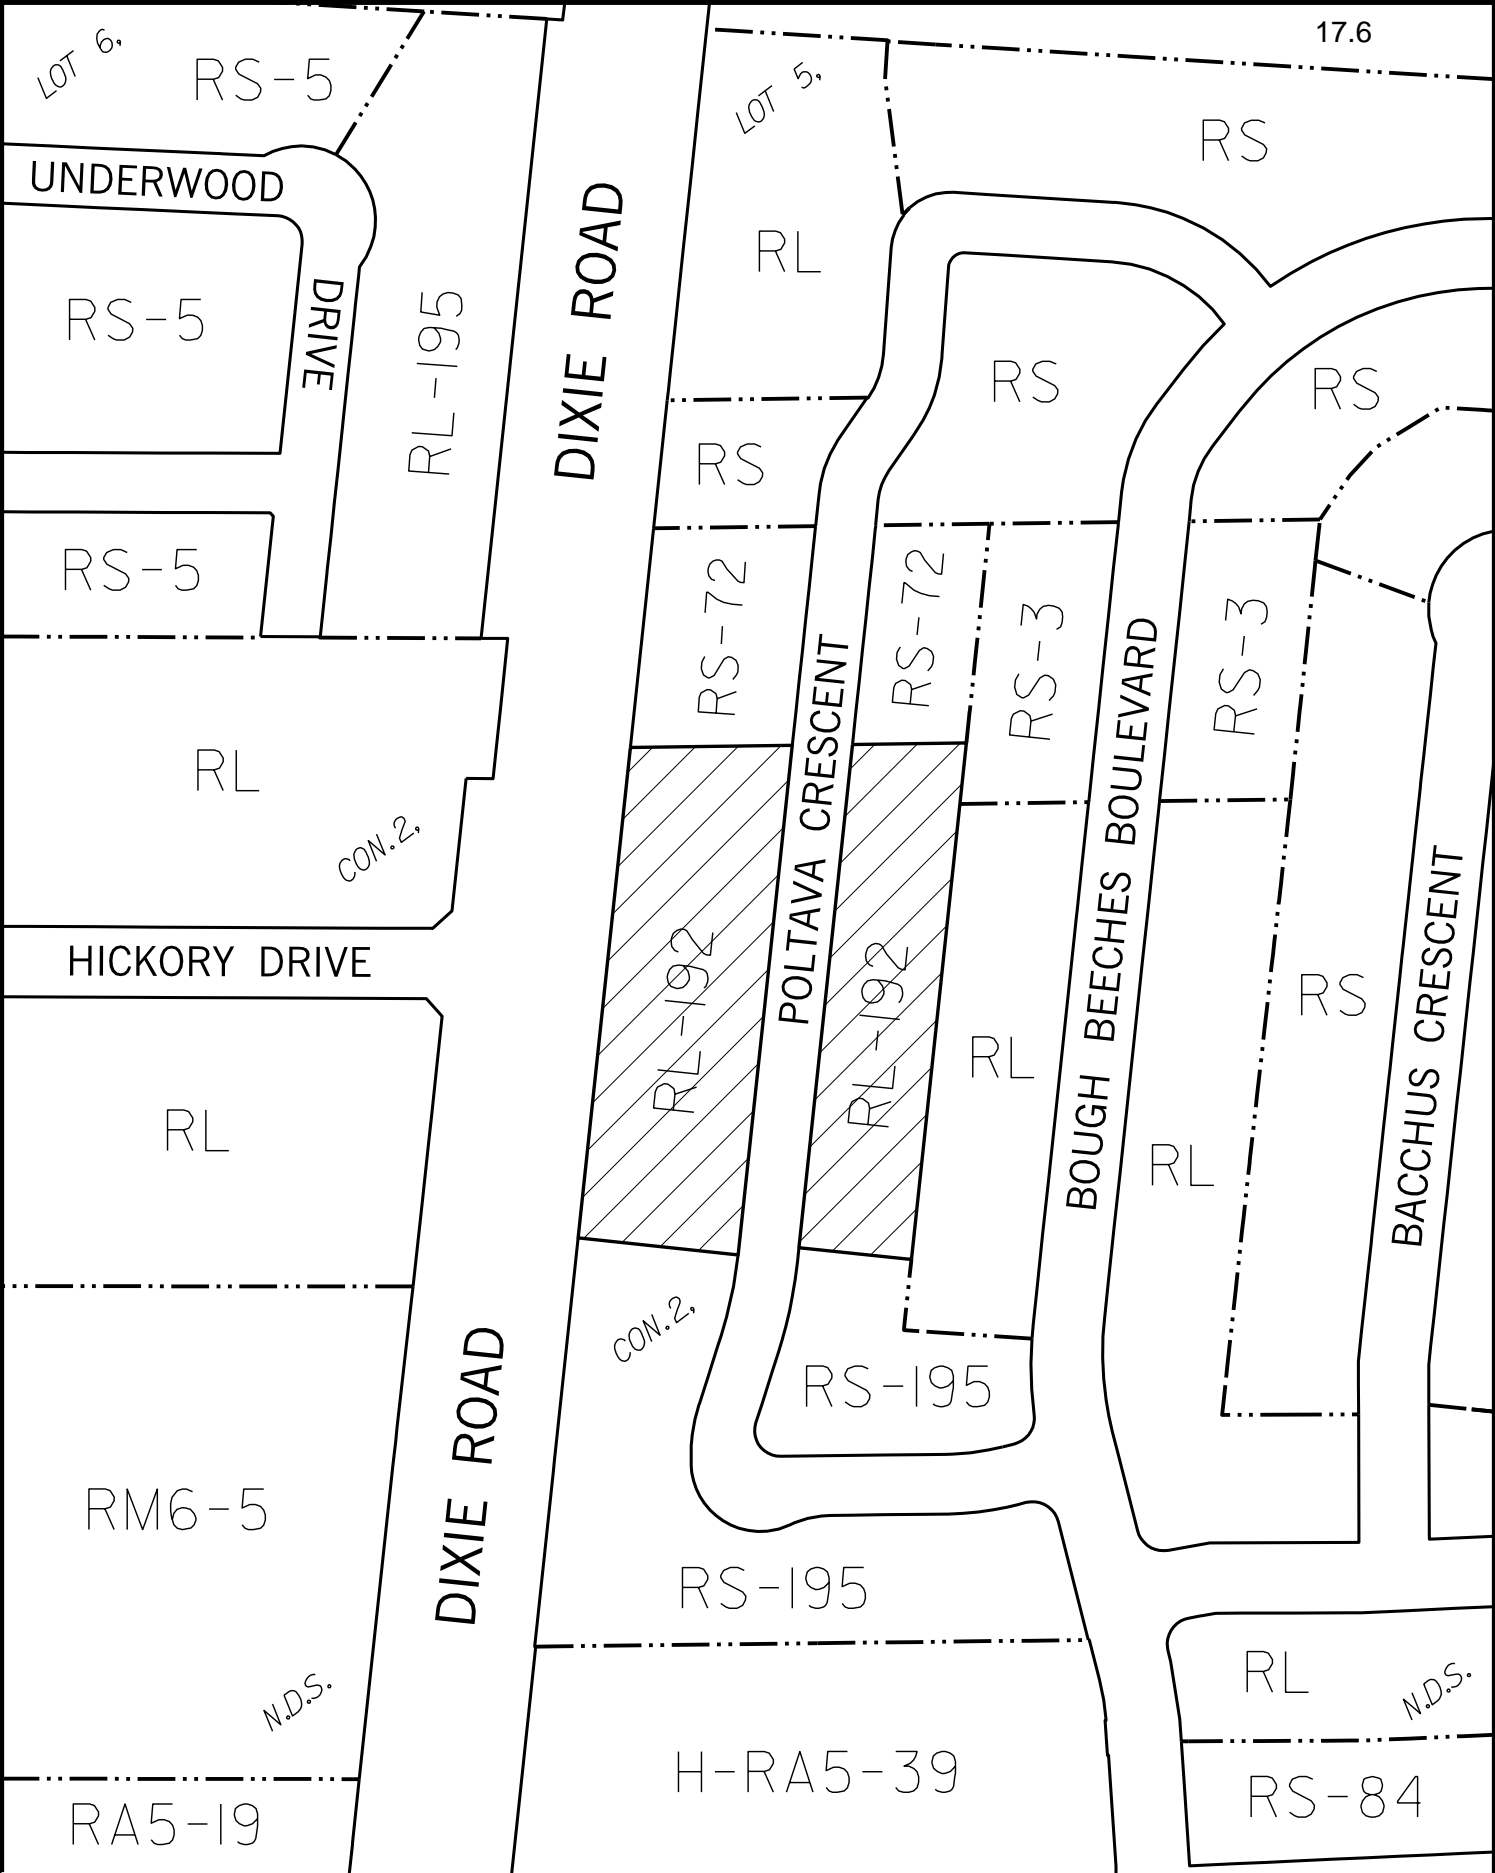 17.6
LOT 6,
RS-5
LOT 5,
RS
UNDERWOOD
DRIVE
RL
RS-5
RL-195
DIXIE ROAD
RS
RS
RS
RS-5
RS-72
RS-72
RS-3
RS-3
RL
CON.2,
POLTAVA CRESCENT
BOUGH BEECHES BOULEVARD
HICKORY DRIVE
RL-192
RL-192
RL
RS
BACCHUS CRESCENT
RL
RL
CON.2,
RS-195
DIXIE ROAD
RM6-5
RS-195
N.D.S.
RL
N.D.S.
H-RA5-39
RS-84
RA5-19